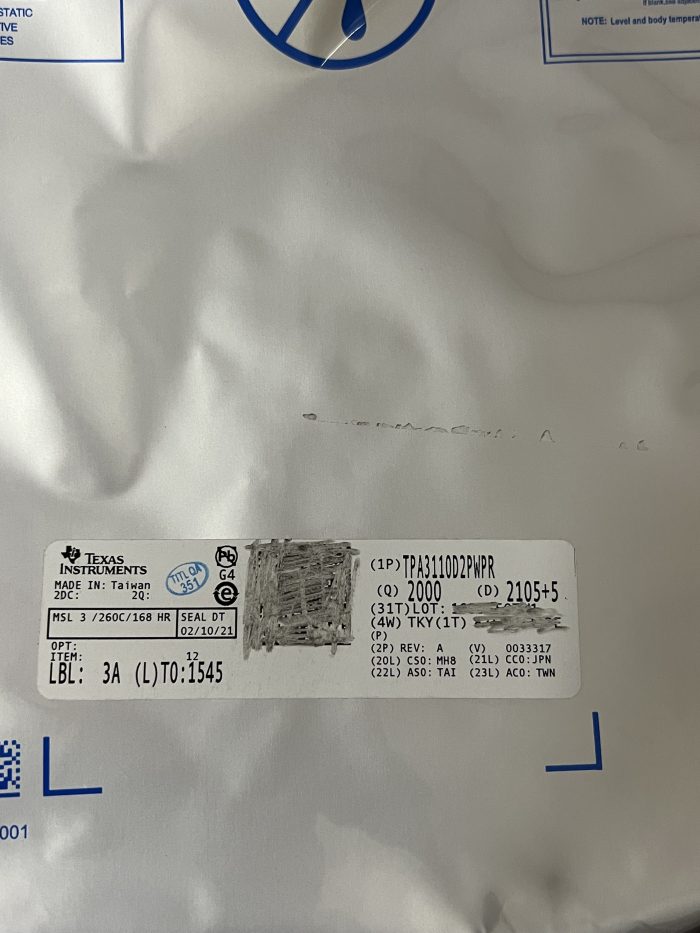 STATIC
IVE
ES
NOTE: Level and body tempera
TEXAS
INSTRUMENTS
MADE IN: Taiwan
2DC: 2Q:
TITL QA
351
Pb
G4
e
MSL 3 /260C/168 HR
SEAL DT
02/10/21
OPT:
ITEM: 12
LBL: 3A (L)TO:1545
(1P)TPA3110D2PWPR
(Q) 2000 (D) 2105+5
(31T)LOT:
(4W) TKY(1T)
(P)
(2P) REV: A (V) 0033317
(20L) CSO: MH8 (21L) CCO:JPN
(22L) ASO: TAI (23L) ACO: TWN
001